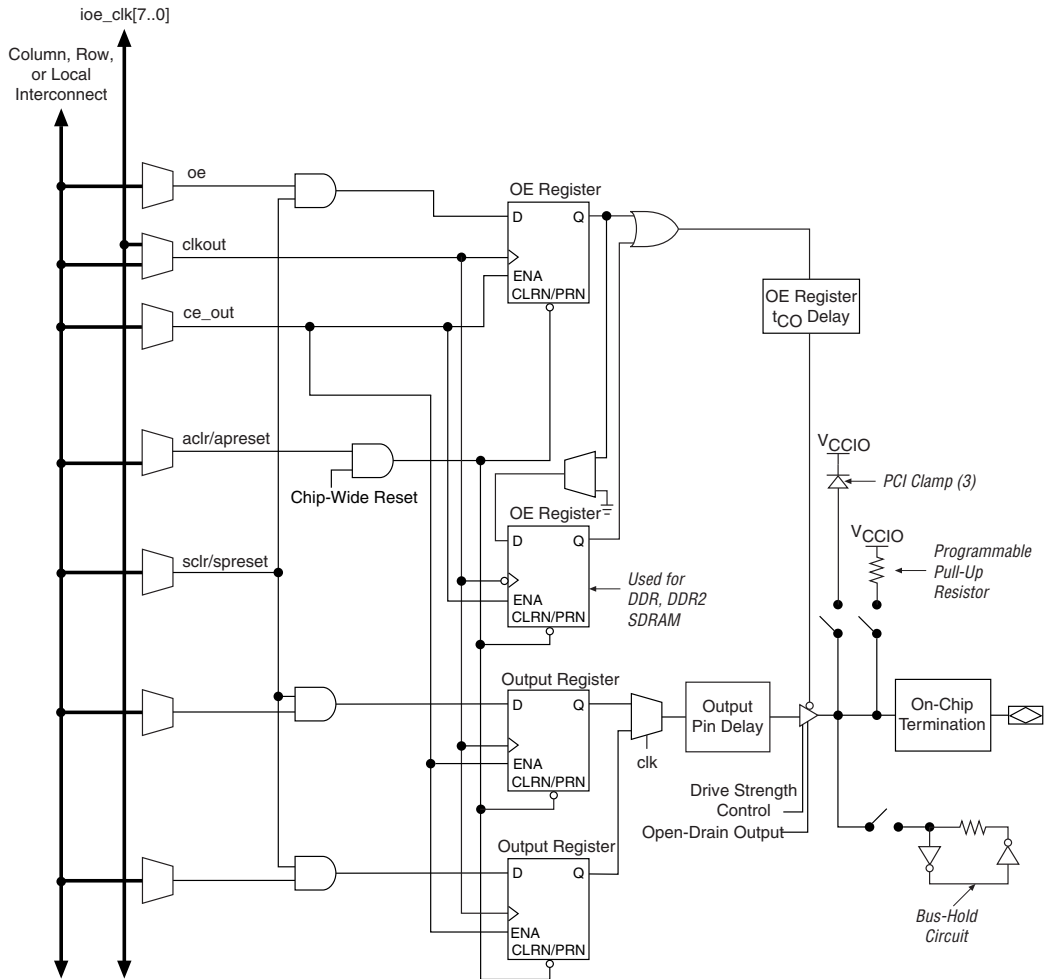 ioe_clk[7..0]
Column, Row,
or Local
Interconnect
oe
OE Register
D
Q
clkout
ENA
CLRN/PRN
ce_out
OE Register
tCO Delay
aclr/apreset
VCCIO
PCI Clamp (3)
Chip-Wide Reset
OE Register
D
Q
VCCIO
Programmable
Pull-Up
Resistor
sclr/spreset
Used for
DDR, DDR2
SDRAM
ENA
CLRN/PRN
Output Register
D
Q
Output
Pin Delay
On-Chip
Termination
clk
ENA
CLRN/PRN
Drive Strength
Control
Open-Drain Output
Output Register
D
Q
ENA
CLRN/PRN
Bus-Hold
Circuit